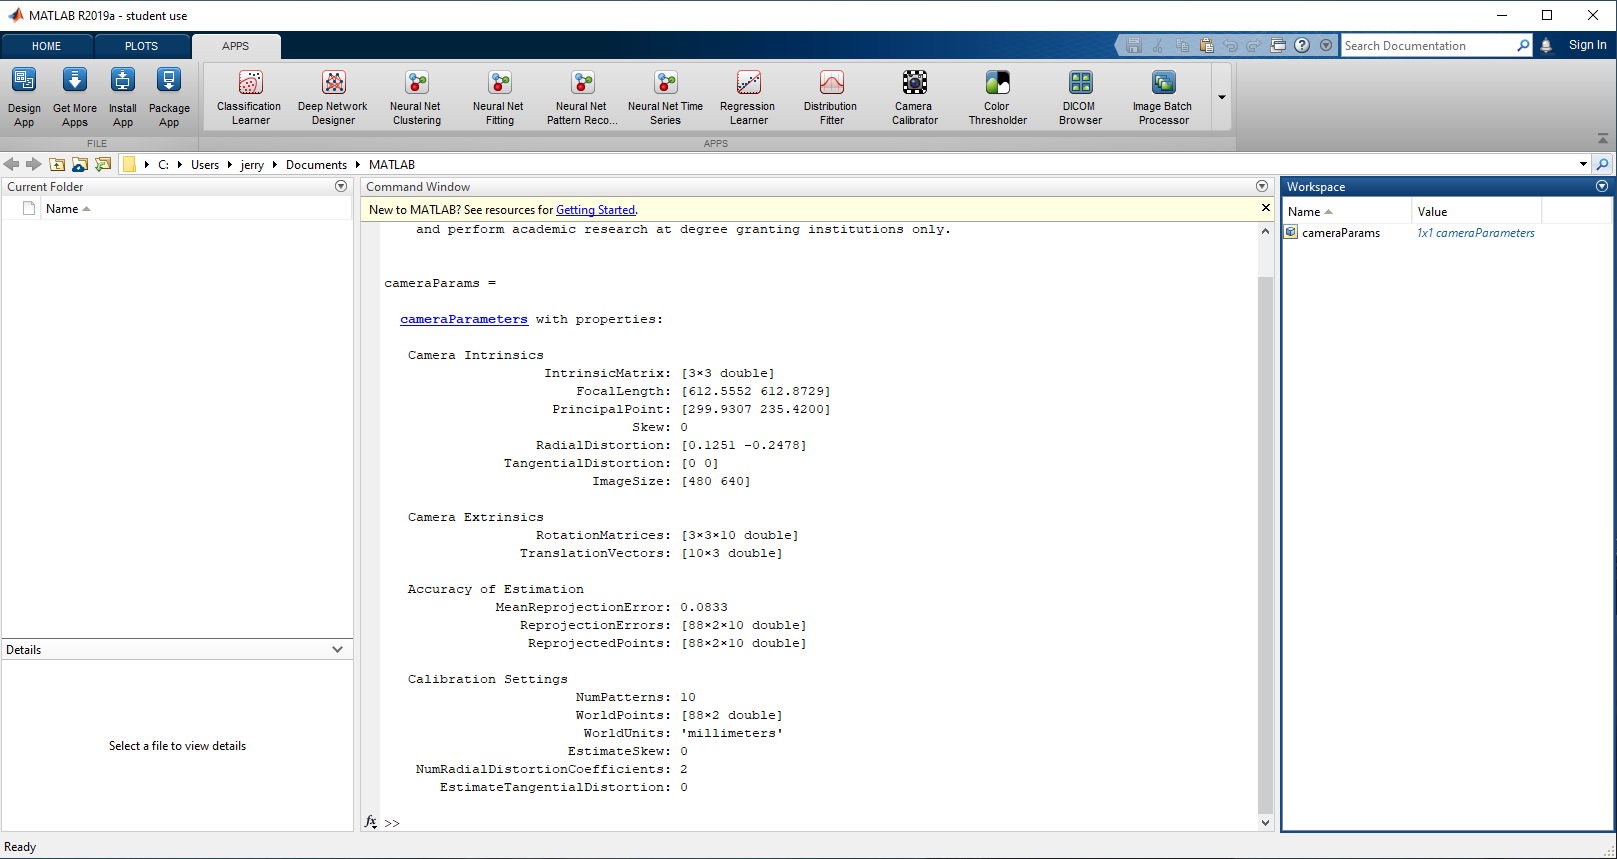 MATLAB R2019a - student use
HOME PLOTS APPS
Search Documentation
Sign In
Design App
Get More Apps
Install App
Package App
Classification Learner
Deep Network Designer
Neural Net Clustering
Neural Net Fitting
Neural Net Pattern Reco...
Neural Net Time Series
Regression Learner
Distribution Fitter
Camera Calibrator
Color Thresholder
DICOM Browser
Image Batch Processor
FILE
APPS
C: Users jerry Documents MATLAB
Current Folder
Name
Details
Select a file to view details
Command Window
New to MATLAB? See resources for Getting Started.
and perform academic research at degree granting institutions only.
cameraParams =
cameraParameters with properties:
Camera Intrinsics
IntrinsicMatrix: [3×3 double]
FocalLength: [612.5552 612.8729]
PrincipalPoint: [299.9307 235.4200]
Skew: 0
RadialDistortion: [0.1251 -0.2478]
TangentialDistortion: [0 0]
ImageSize: [480 640]
Camera Extrinsics
RotationMatrices: [3×3×10 double]
TranslationVectors: [10×3 double]
Accuracy of Estimation
MeanReprojectionError: 0.0833
ReprojectionErrors: [88×2×10 double]
ReprojectedPoints: [88×2×10 double]
Calibration Settings
NumPatterns: 10
WorldPoints: [88×2 double]
WorldUnits: 'millimeters'
EstimateSkew: 0
NumRadialDistortionCoefficients: 2
EstimateTangentialDistortion: 0
fx >>
Workspace
Name Value
cameraParams 1x1 cameraParameters
Ready